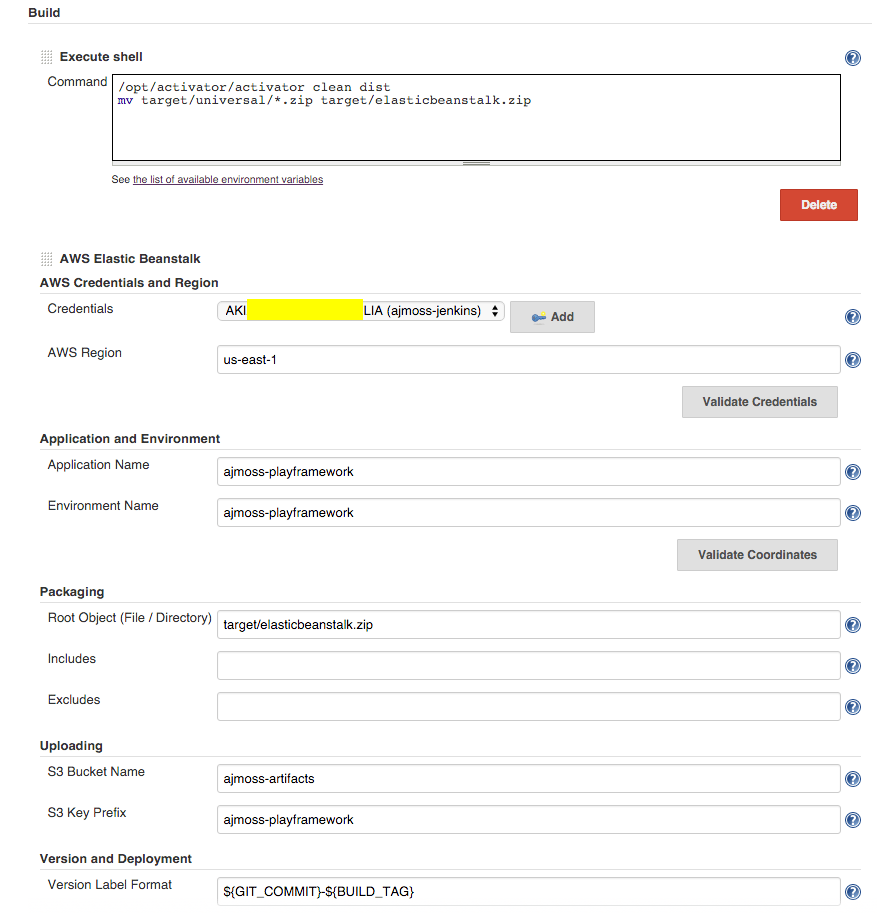 Build
Execute shell
Command
/opt/activator/activator clean dist
mv target/universal/*.zip target/elasticbeanstalk.zip
See the list of available environment variables
Delete
AWS Elastic Beanstalk
AWS Credentials and Region
Credentials
AKI LIA (ajmoss-jenkins)
Add
AWS Region
us-east-1
Validate Credentials
Application and Environment
Application Name
ajmoss-playframework
Environment Name
ajmoss-playframework
Validate Coordinates
Packaging
Root Object (File / Directory)
target/elasticbeanstalk.zip
Includes
Excludes
Uploading
S3 Bucket Name
ajmoss-artifacts
S3 Key Prefix
ajmoss-playframework
Version and Deployment
Version Label Format
${GIT_COMMIT}-${BUILD_TAG}